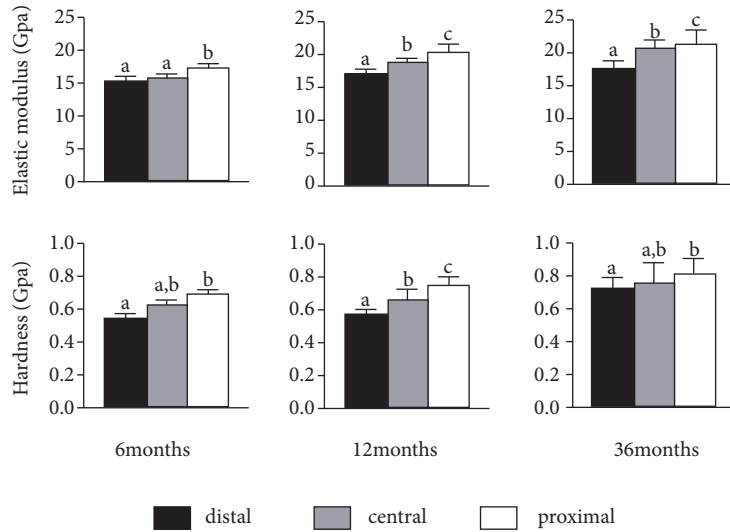 Elastic modulus (Gpa)
25
20
15
10
5
0
a
a
b
25
20
15
10
5
0
a
b
c
25
20
15
10
5
0
a
b
c
Hardness (Gpa)
1.0
0.8
0.6
0.4
0.2
0.0
a
a,b
b
1.0
0.8
0.6
0.4
0.2
0.0
a
b
c
1.0
0.8
0.6
0.4
0.2
0.0
a
a,b
b
6months
12months
36months
distal
central
proximal